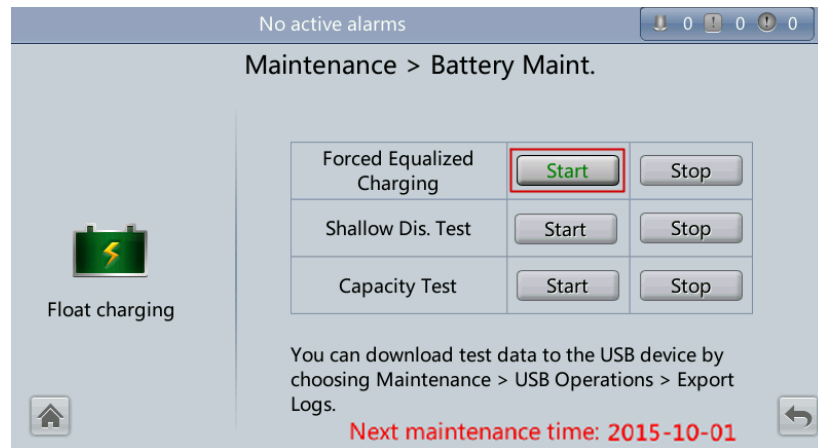 No active alarms
0 0 0
Maintenance > Battery Maint.
Forced Equalized
Charging
Start
Stop
Shallow Dis. Test
Start
Stop
Capacity Test
Start
Stop
Float charging
You can download test data to the USB device by
choosing Maintenance > USB Operations > Export
Logs.
Next maintenance time: 2015-10-01